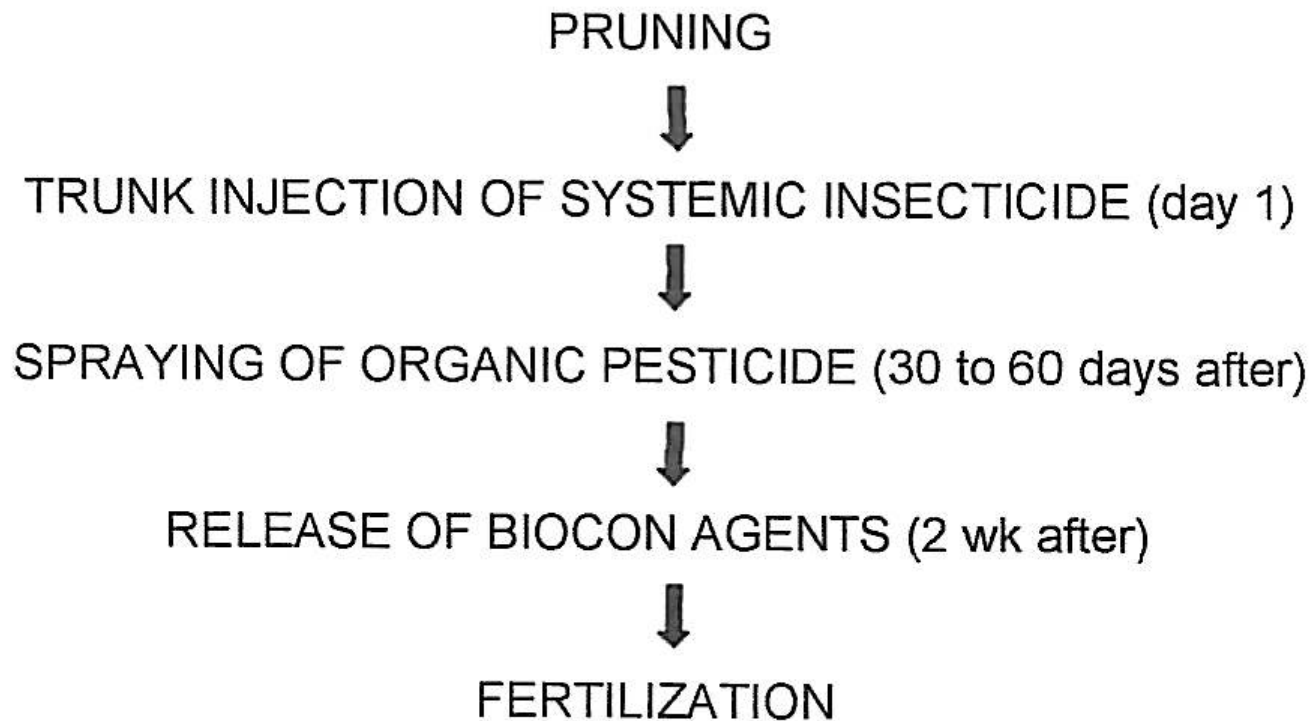 PRUNING
TRUNK INJECTION OF SYSTEMIC INSECTICIDE (day 1)
SPRAYING OF ORGANIC PESTICIDE (30 to 60 days after)
RELEASE OF BIOCON AGENTS (2 wk after)
FERTILIZATION